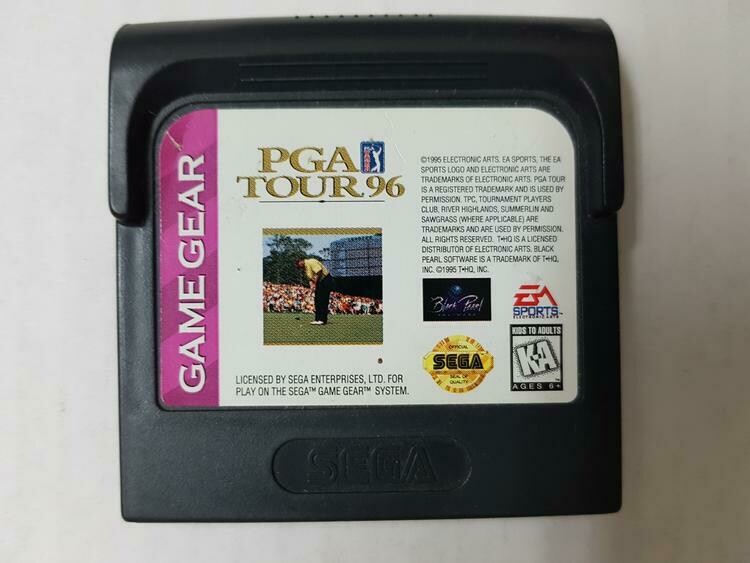 GAME GEAR
PGA
TOUR 96
©1995 ELECTRONIC ARTS. EA SPORTS, THE EA
SPORTS LOGO AND ELECTRONIC ARTS ARE
TRADEMARKS OF ELECTRONIC ARTS. PGA TOUR
IS A REGISTERED TRADEMARK AND IS USED BY
PERMISSION. TPC, TOURNAMENT PLAYERS
CLUB, RIVER HIGHLANDS, SUMMERLIN AND
SAWGRASS (WHERE APPLICABLE) ARE
TRADEMARKS AND ARE USED BY PERMISSION.
ALL RIGHTS RESERVED. T•HQ IS A LICENSED
DISTRIBUTOR OF ELECTRONIC ARTS. BLACK
PEARL SOFTWARE IS A TRADEMARK OF T•HQ,
INC. ©1995 T•HQ, INC.
Black Pearl
SOFTWARE
EA
SPORTS™
ELECTRONIC ARTS
OFFICIAL
SEGA
SEAL OF
QUALITY
KIDS TO ADULTS
K-A
AGES 6+
LICENSED BY SEGA ENTERPRISES, LTD. FOR
PLAY ON THE SEGA™ GAME GEAR™ SYSTEM.
SEGA